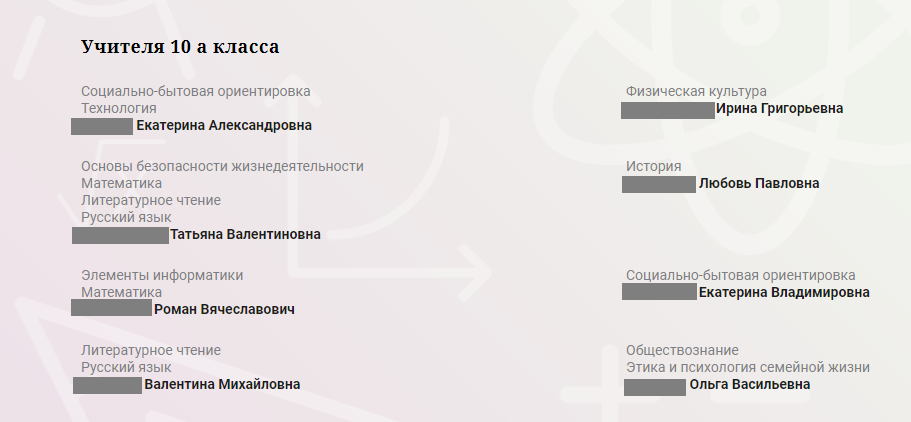 Учителя 10 а класса
Социально-бытовая ориентировка
Технология
Екатерина Александровна
Основы безопасности жизнедеятельности
Математика
Литературное чтение
Русский язык
Татьяна Валентиновна
Элементы информатики
Математика
Роман Вячеславович
Литературное чтение
Русский язык
Валентина Михайловна
Физическая культура
Ирина Григорьевна
История
Любовь Павловна
Социально-бытовая ориентировка
Екатерина Владимировна
Обществознание
Этика и психология семейной жизни
Ольга Васильевна